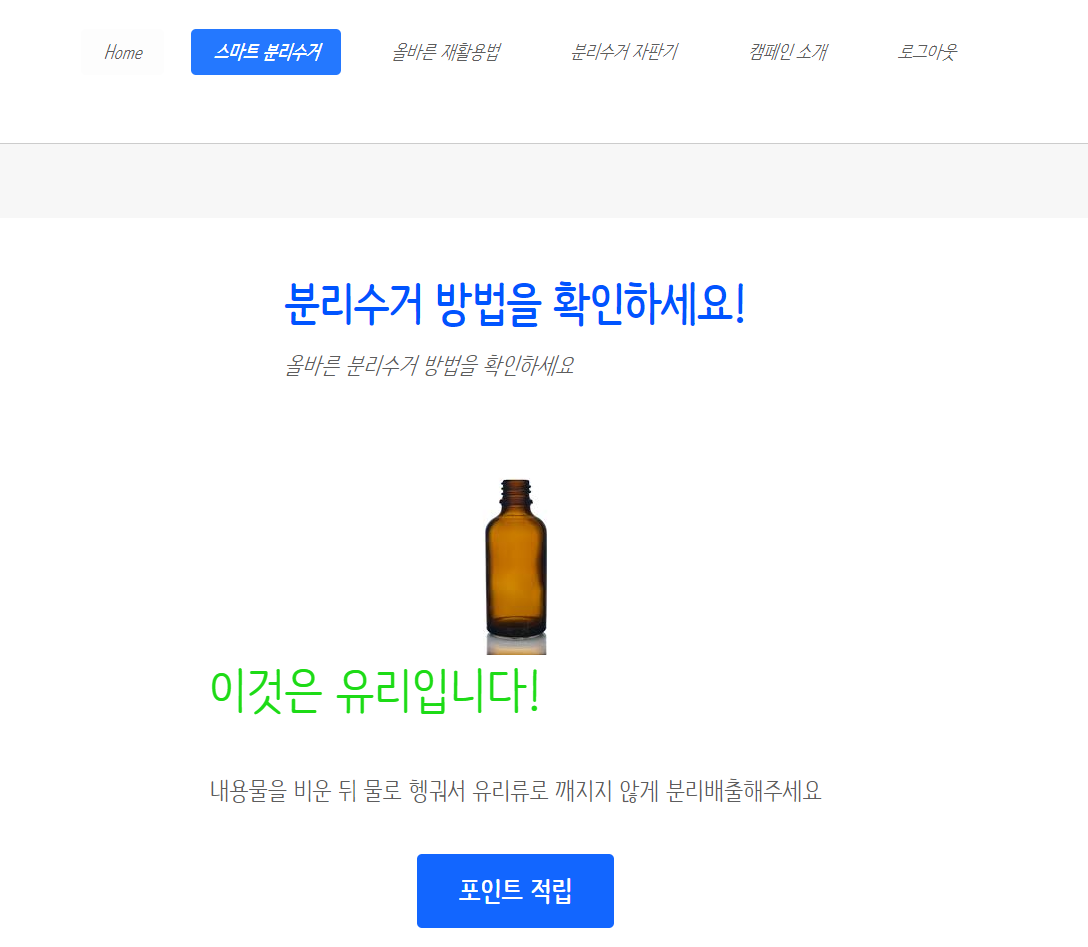 Home 스마트 분리수거 올바른 재활용법 분리수거 자판기 캠페인 소개 로그아웃
분리수거 방법을 확인하세요!
올바른 분리수거 방법을 확인하세요
이것은 유리입니다!
내용물을 비운 뒤 물로 헹궈서 유리류로 깨지지 않게 분리배출해주세요
포인트 적립